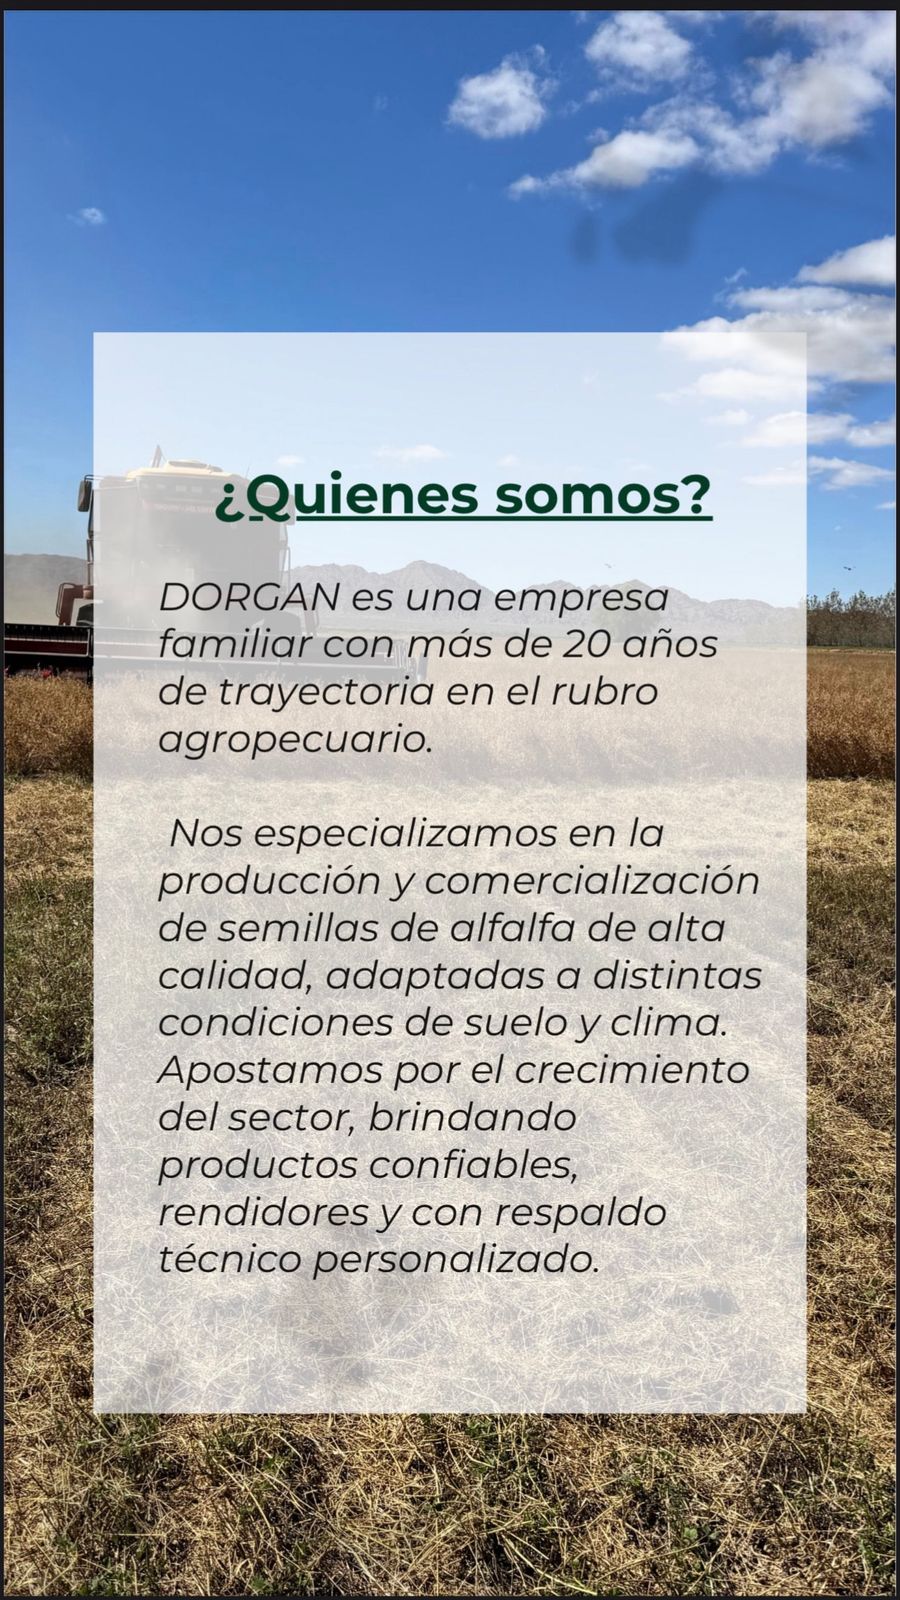 ¿Quienes somos?
DORGAN es una empresa
familiar con más de 20 años
de trayectoria en el rubro
agropecuario.
Nos especializamos en la
producción y comercialización
de semillas de alfalfa de alta
calidad, adaptadas a distintas
condiciones de suelo y clima.
Apostamos por el crecimiento
del sector, brindando
productos confiables,
rendidores y con respaldo
técnico personalizado.